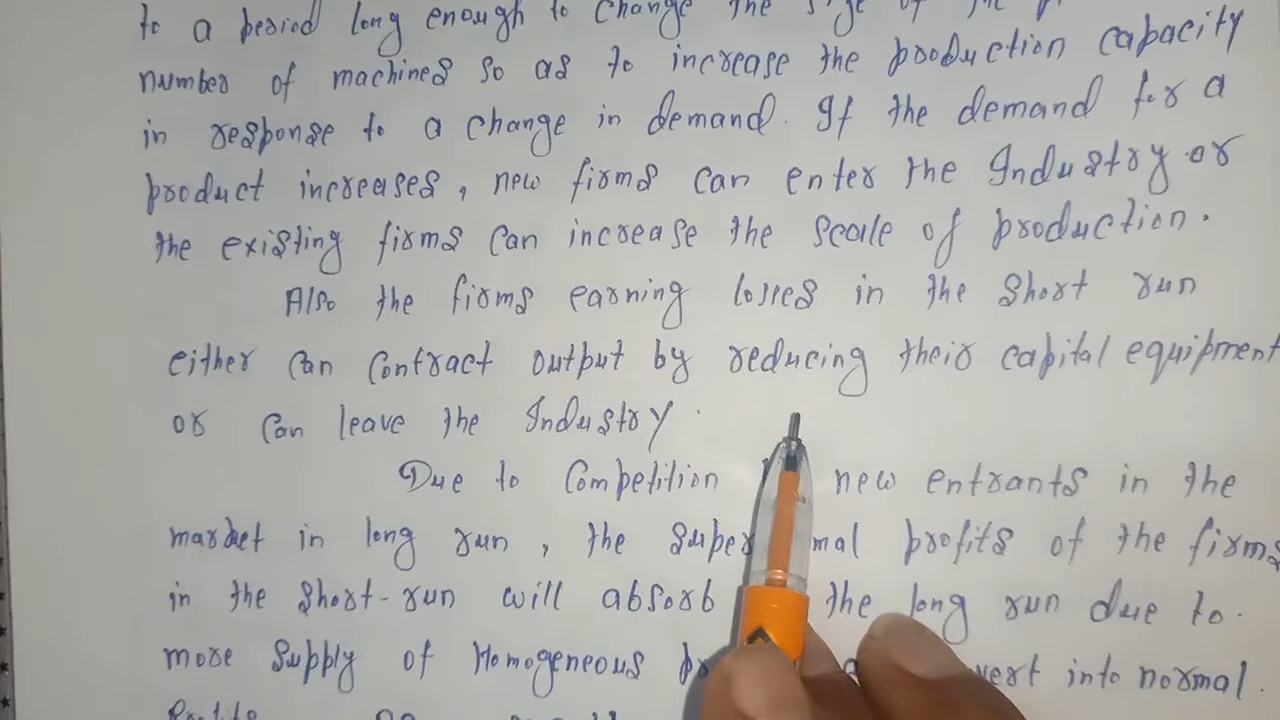 to a period long enough to change the size of the
number of machines so as to increase the production capacity
in response to a change in demand. If the demand for a
product increases, new firms can enter the Industry or
the existing firms can increase the scale of production.
Also the firms earning losses in the short run
either can contract output by reducing their capital equipment
or can leave the Industry.
Due to Competition new entrants in the
market in long run, the super mal profits of the firms
in the short-run will absorb the long run due to
more supply of Homogeneous vert into normal.